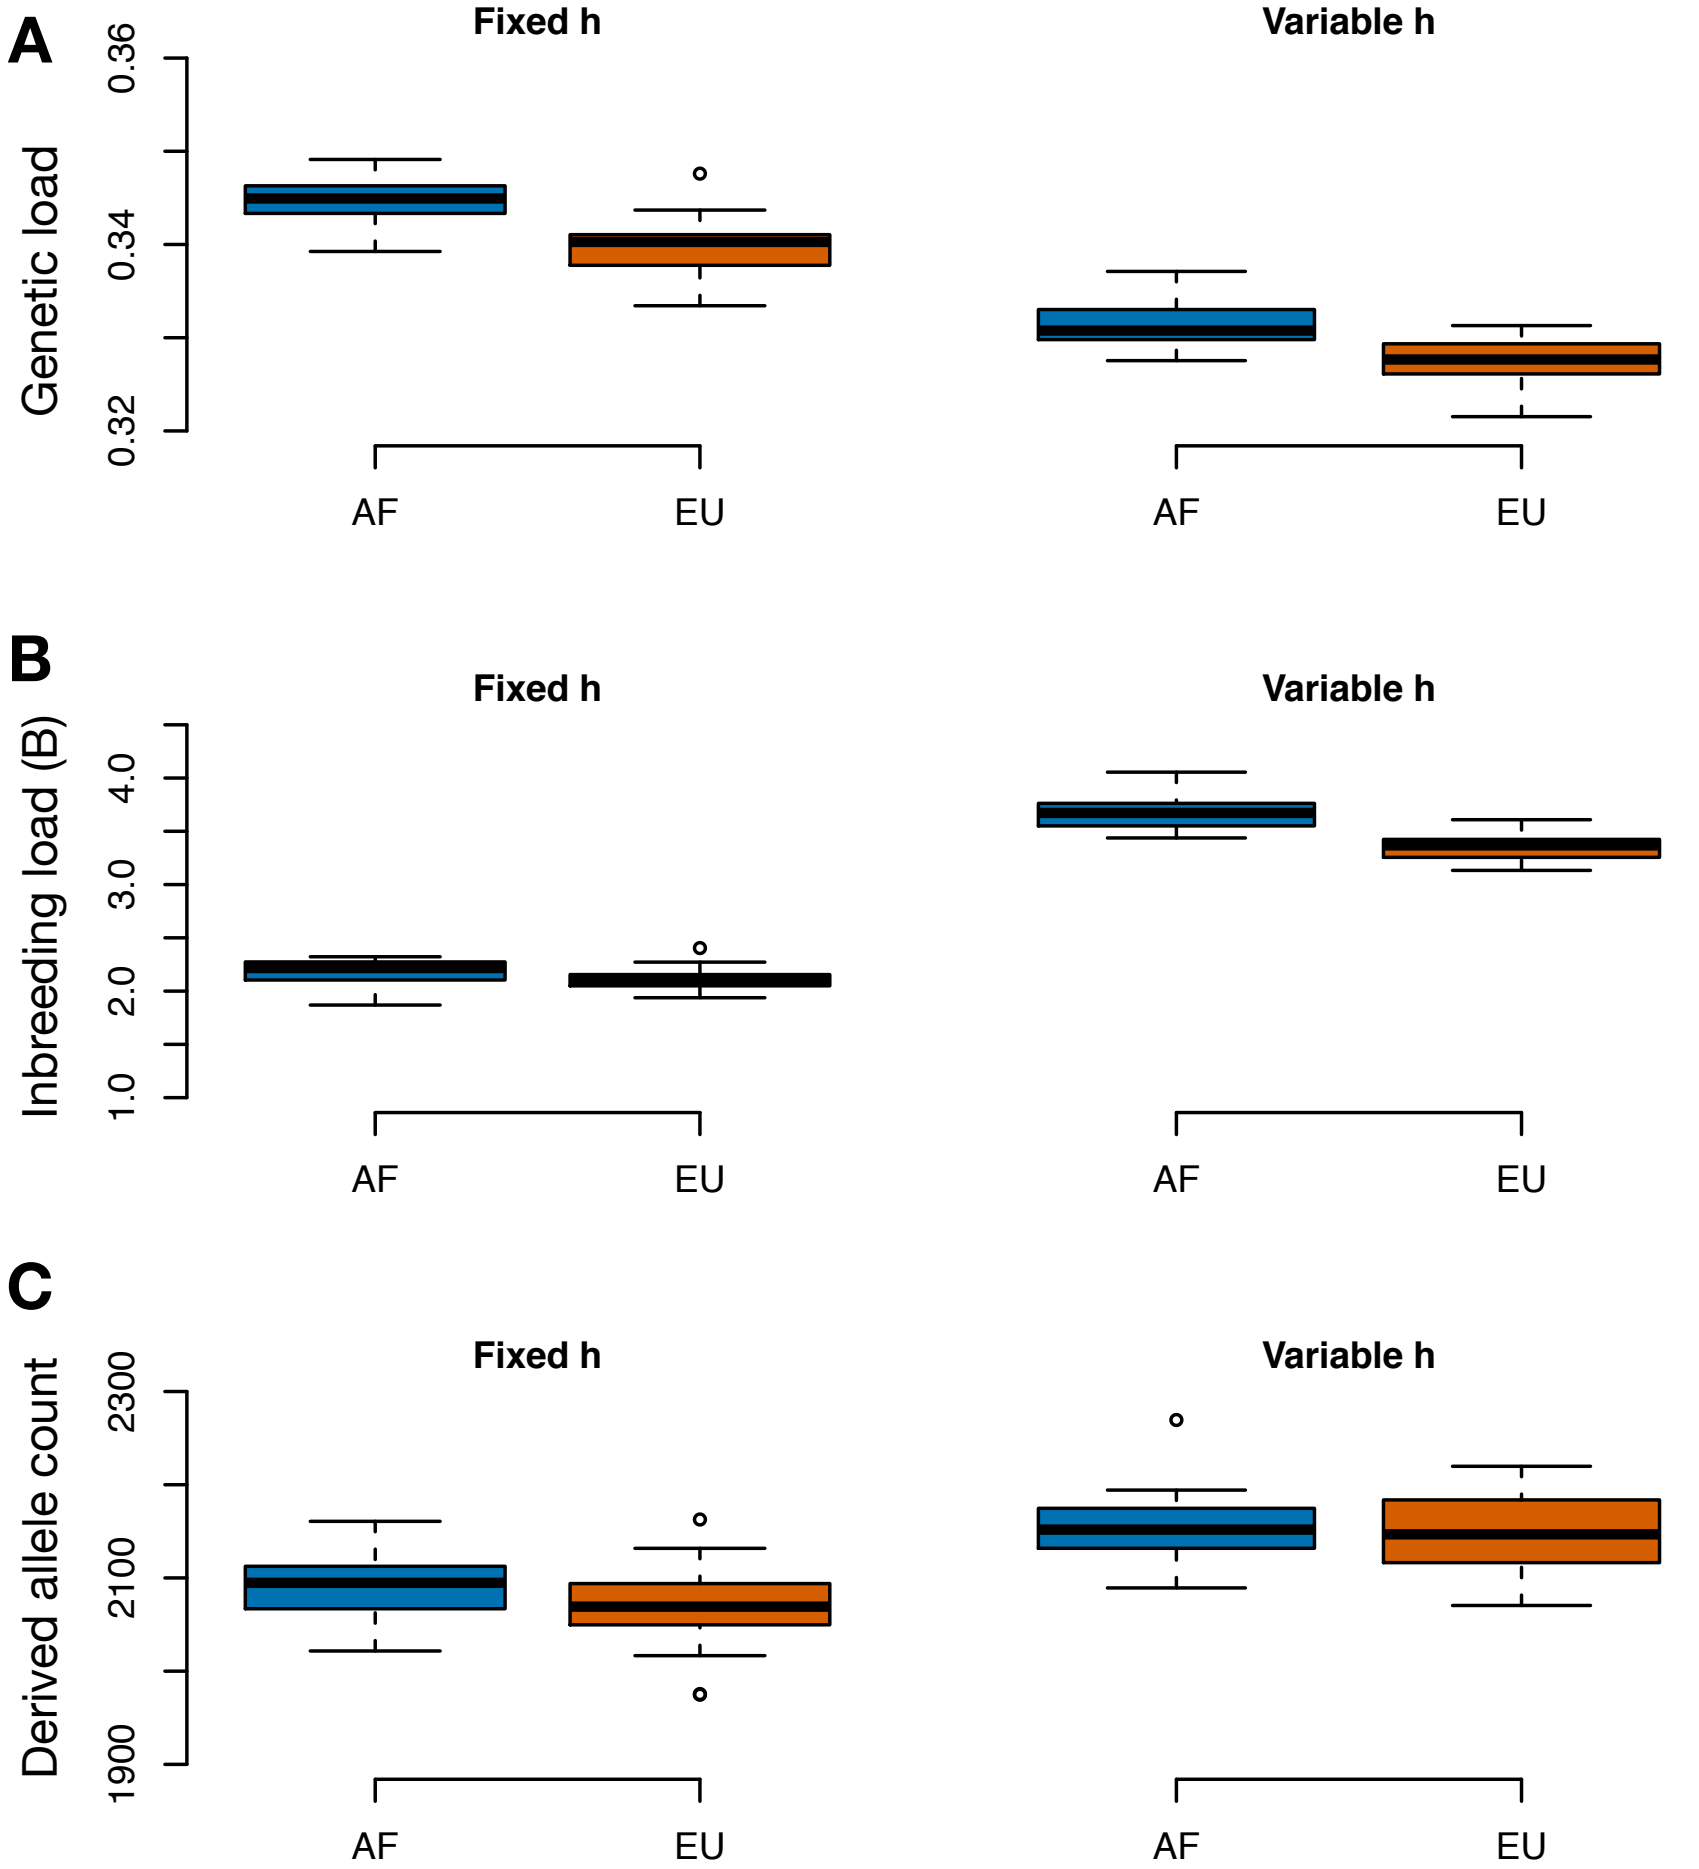 A
Fixed h
Variable h
Genetic load
0.36
0.34
0.32
AF
EU
AF
EU
B
Fixed h
Variable h
Inbreeding load (B)
4.0
3.0
2.0
1.0
AF
EU
AF
EU
C
Fixed h
Variable h
Derived allele count
2300
2100
1900
AF
EU
AF
EU